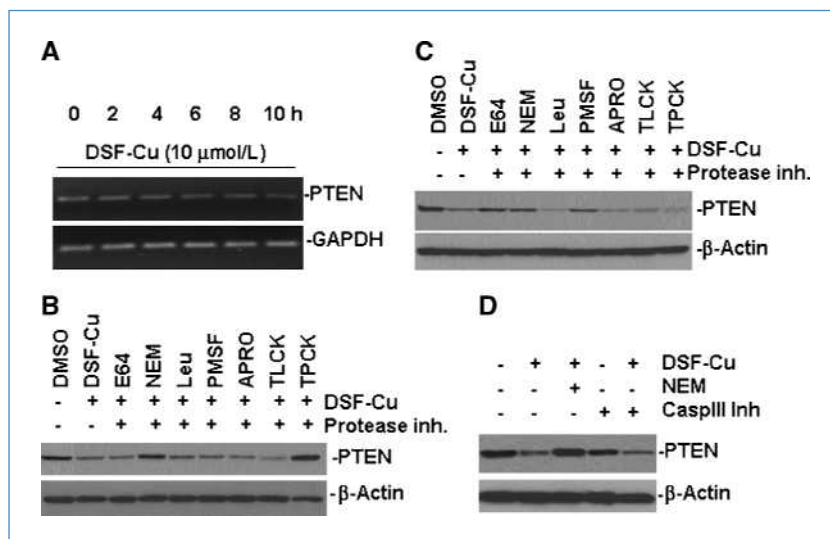 A
0 2 4 6 8 10 h
DSF-Cu (10 μmol/L)
-PTEN
-GAPDH
B
DMSO DSF-Cu E64 NEM Leu PMSF APRO TLCK TPCK
- + + + + + + + + DSF-Cu
- - + + + + + + + Protease inh.
-PTEN
-β-Actin
C
DMSO DSF-Cu E64 NEM Leu PMSF APRO TLCK TPCK
- + + + + + + + + DSF-Cu
- - + + + + + + + Protease inh.
-PTEN
-β-Actin
D
- + + - + DSF-Cu
- - + NEM
- - - + + CaspIII Inh
-PTEN
-β-Actin